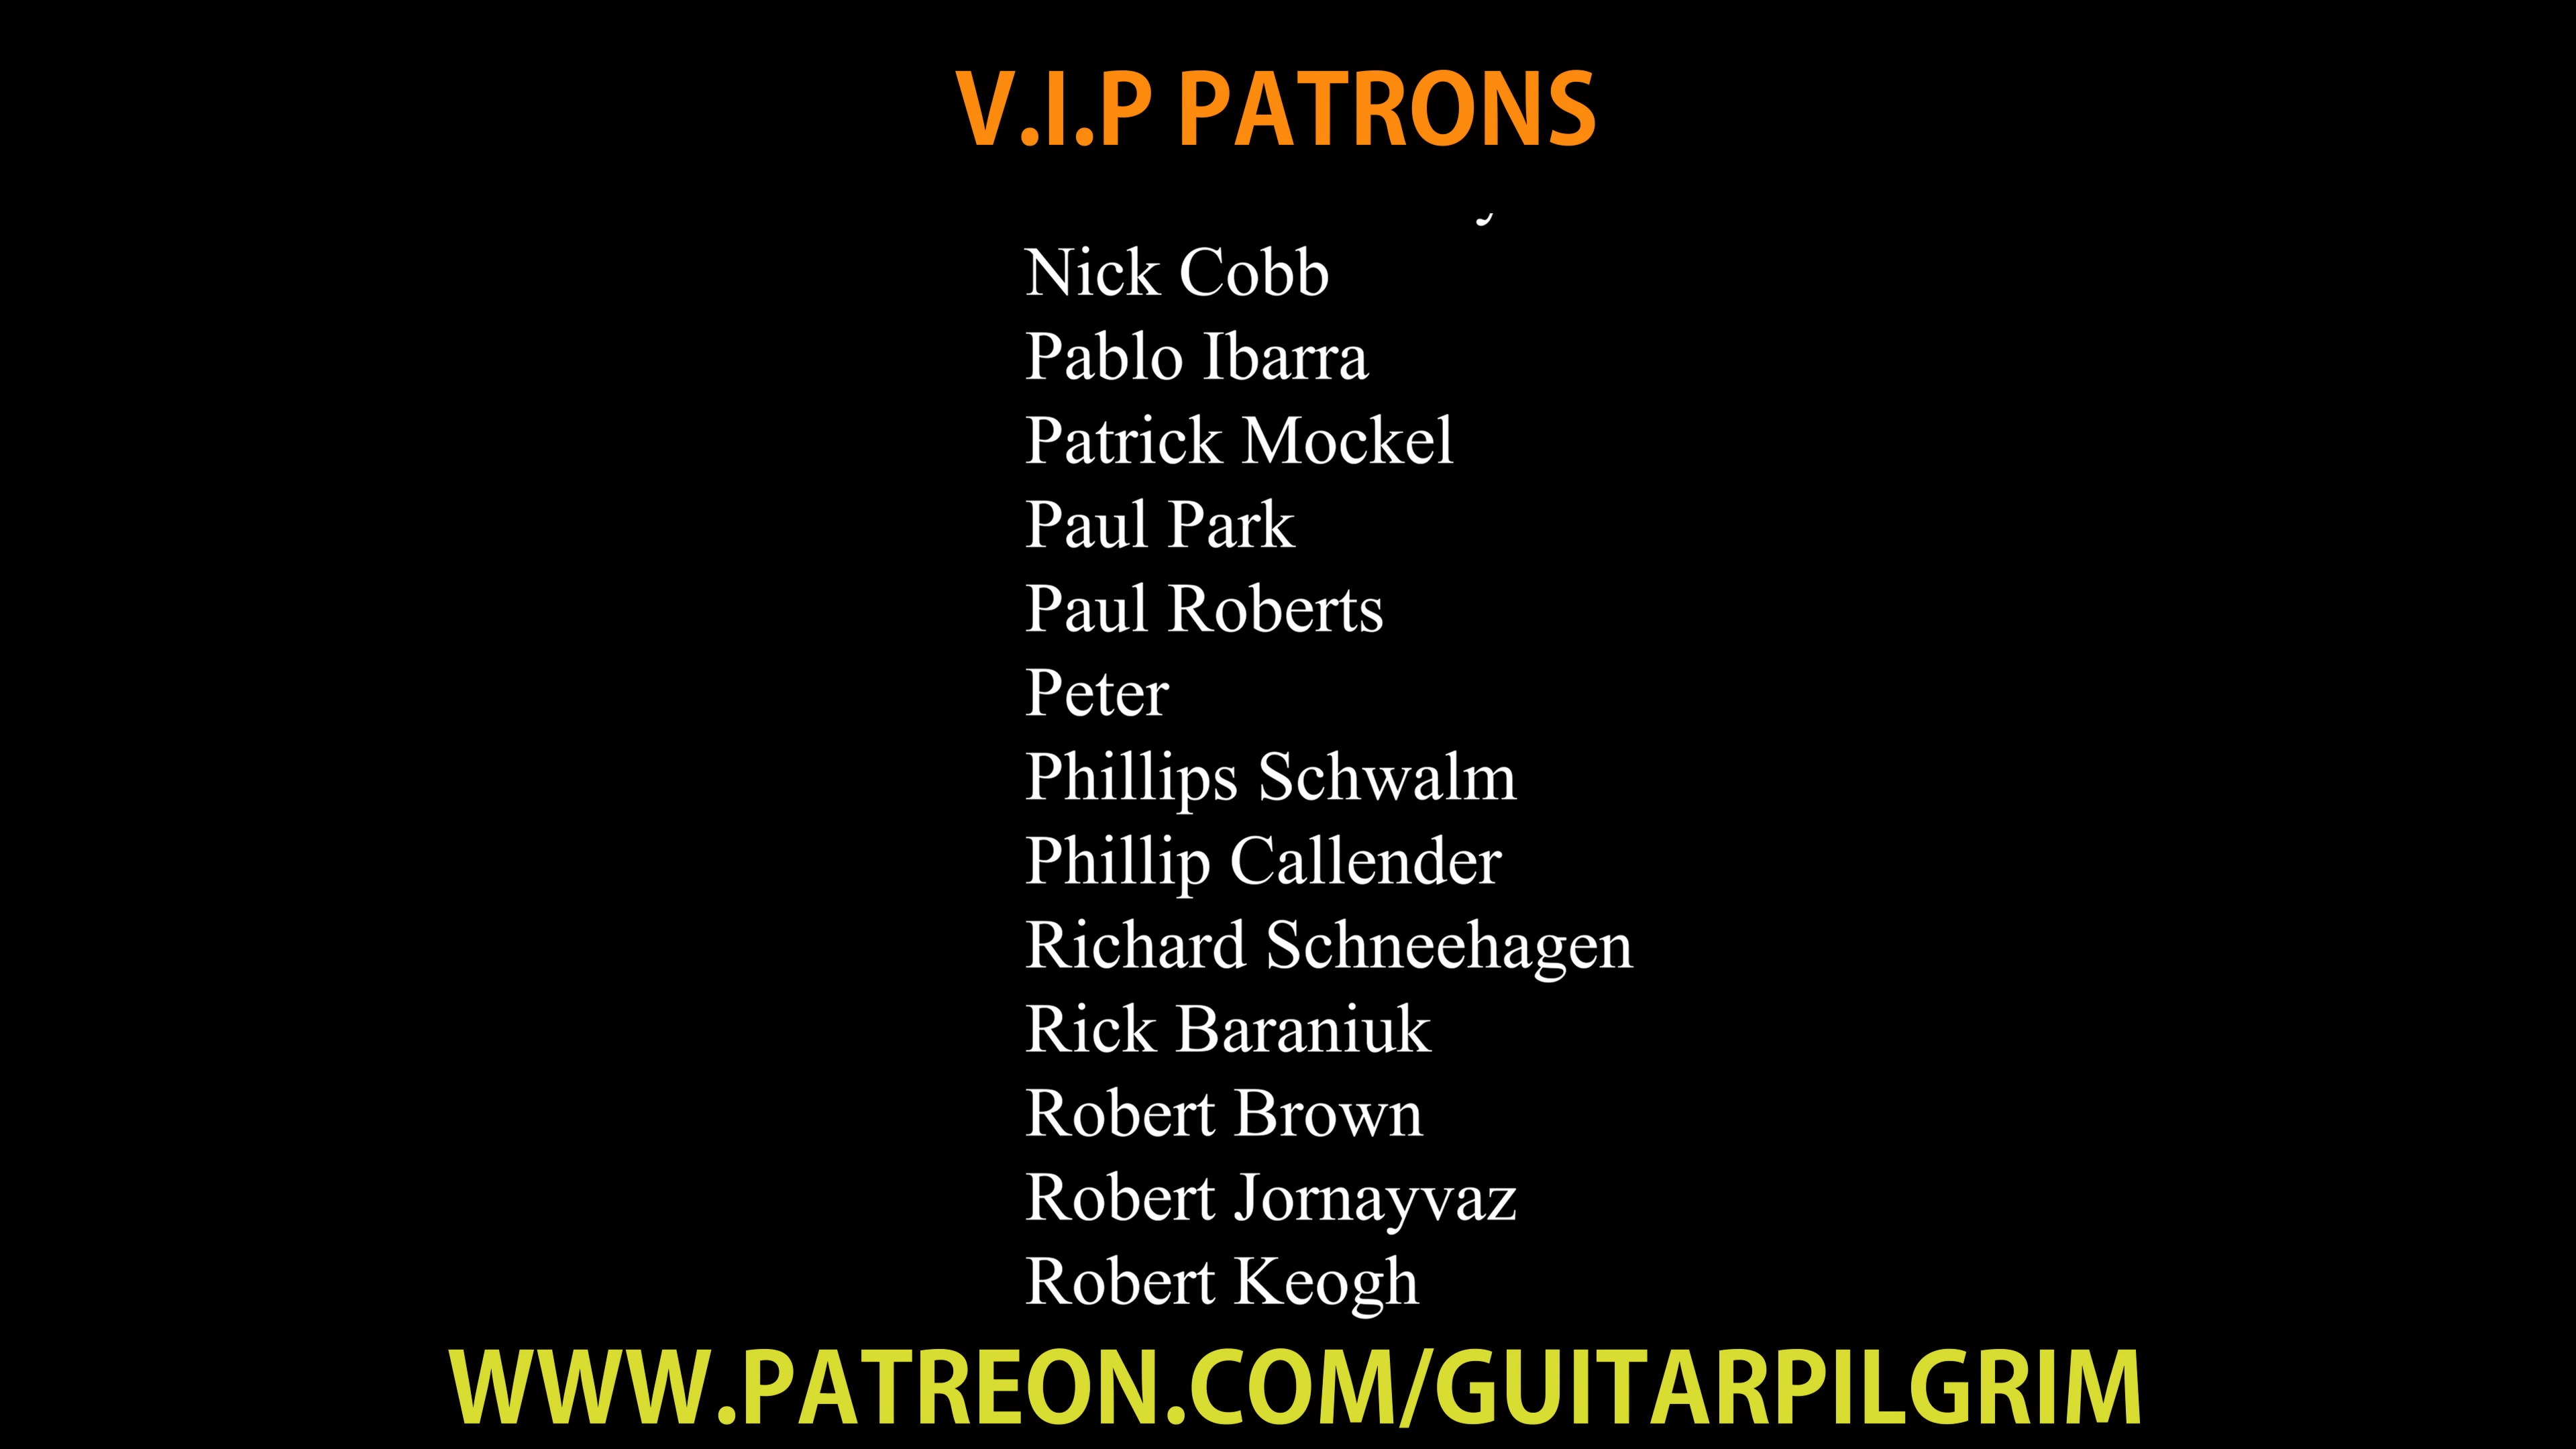 V.I.P PATRONS
Nick Cobb
Pablo Ibarra
Patrick Mockel
Paul Park
Paul Roberts
Peter
Phillips Schwalm
Phillip Callender
Richard Schneehagen
Rick Baraniuk
Robert Brown
Robert Jornayvaz
Robert Keogh
WWW.PATREON.COM/GUITARPILGRIM